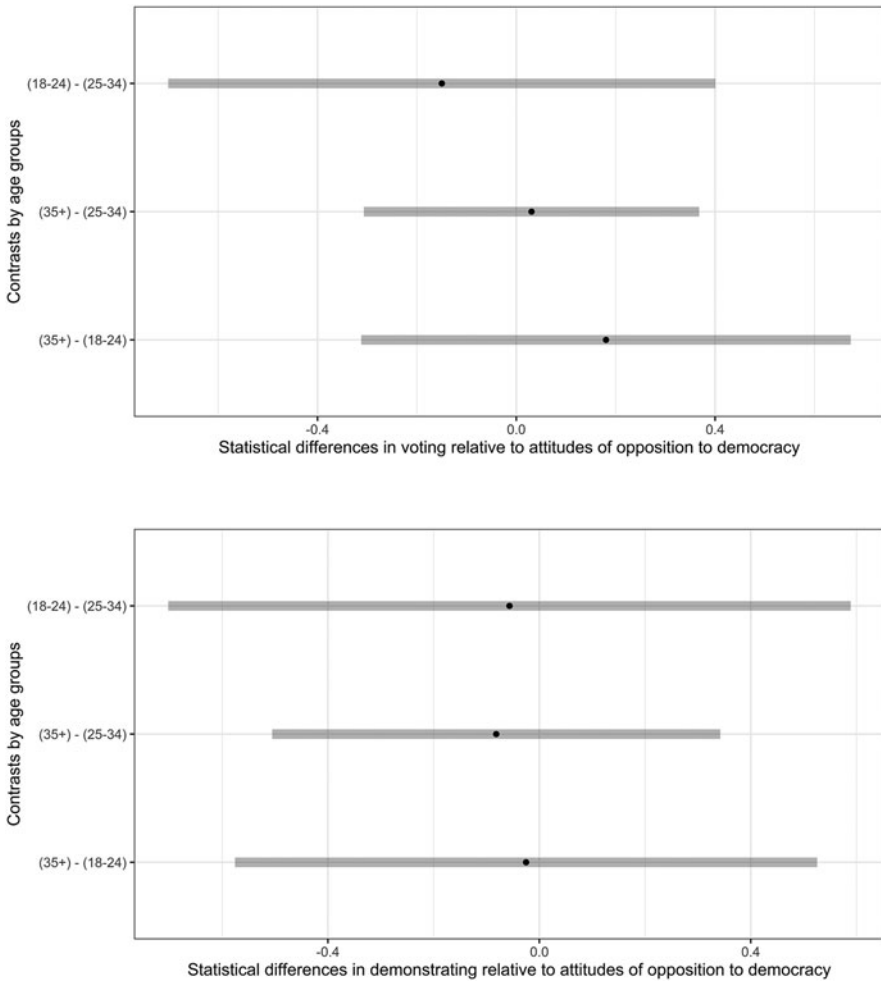 Contrasts by age groups
(18-24) - (25-34)
(35+) - (25-34)
(35+) - (18-24)
-0.4
0.0
0.4
Statistical differences in voting relative to attitudes of opposition to democracy
Contrasts by age groups
(18-24) - (25-34)
(35+) - (25-34)
(35+) - (18-24)
-0.4
0.0
0.4
Statistical differences in demonstrating relative to attitudes of opposition to democracy